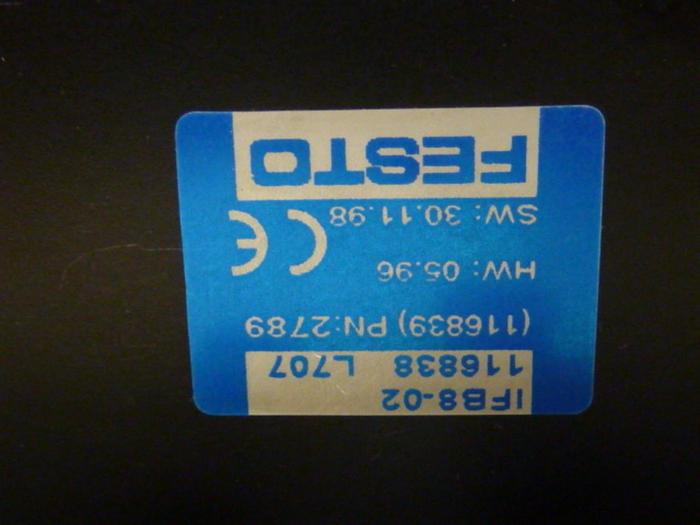 IFB8-02
116838 L707
(116839) PN:2789
HW: 05.96
SW: 30.11.98
CE
FESTO